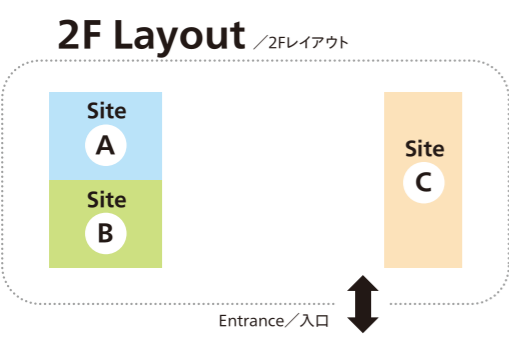 2F Layout ／2Fレイアウト
Site
A
Site
B
Site
C
Entrance／入口